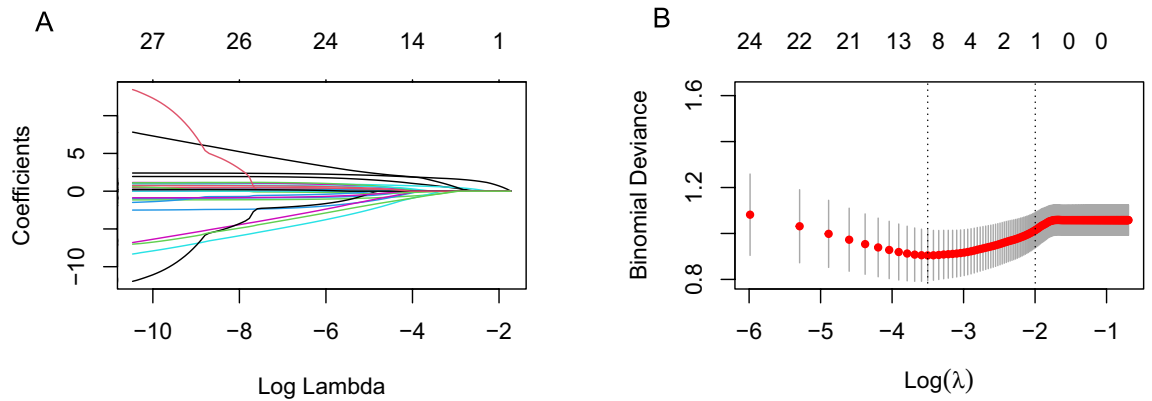 A
27 26 24 14 1
Coefficients
5
0
−10
−10 −8 −6 −4 −2
Log Lambda
B
24 22 21 13 8 4 2 1 0 0
Binomial Deviance
1.6
1.2
0.8
−6 −5 −4 −3 −2 −1
Log(λ)